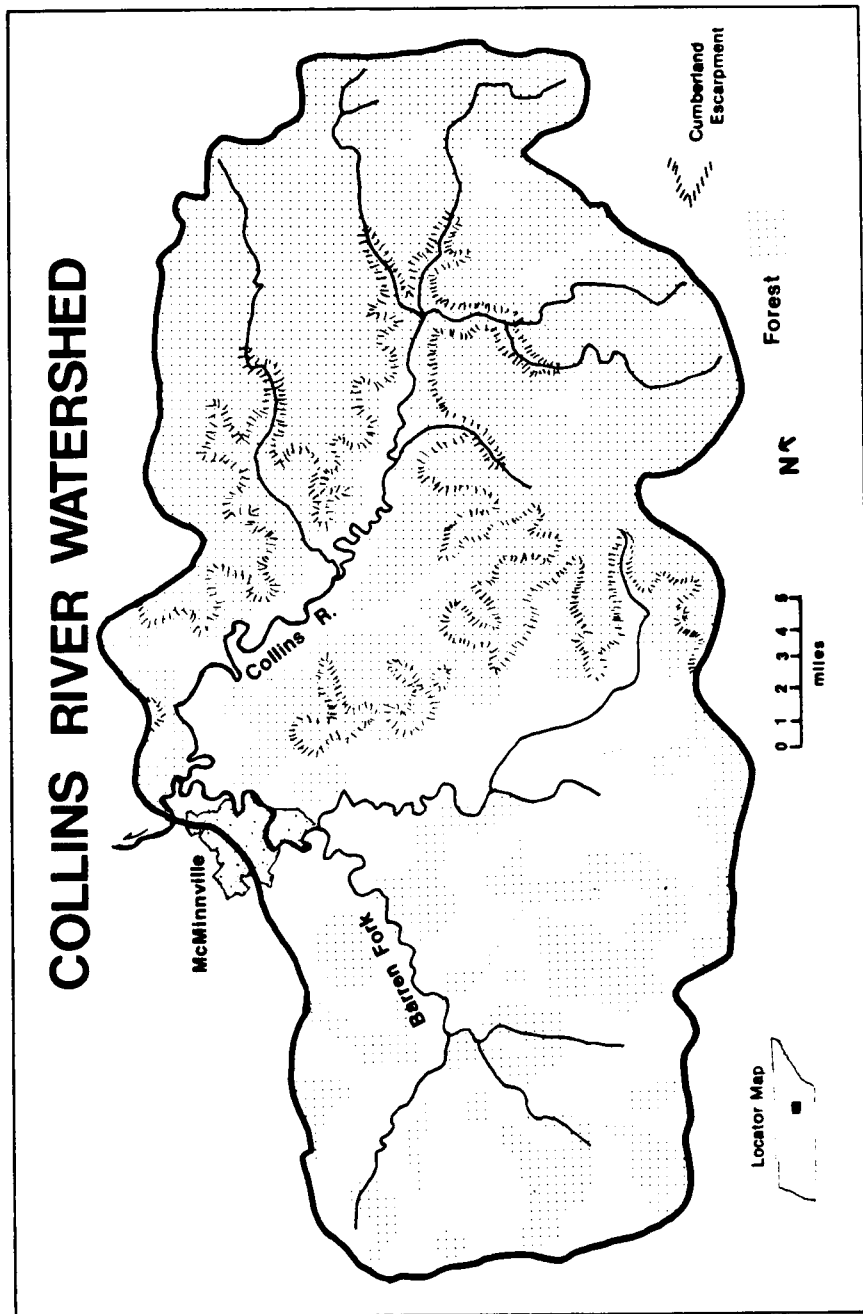 COLLINS RIVER WATERSHED
McMinnville
Collins R.
Barren Fork
Locator Map
0 1 2 3 4 5
miles
N
Forest
Cumberland
Escarpment